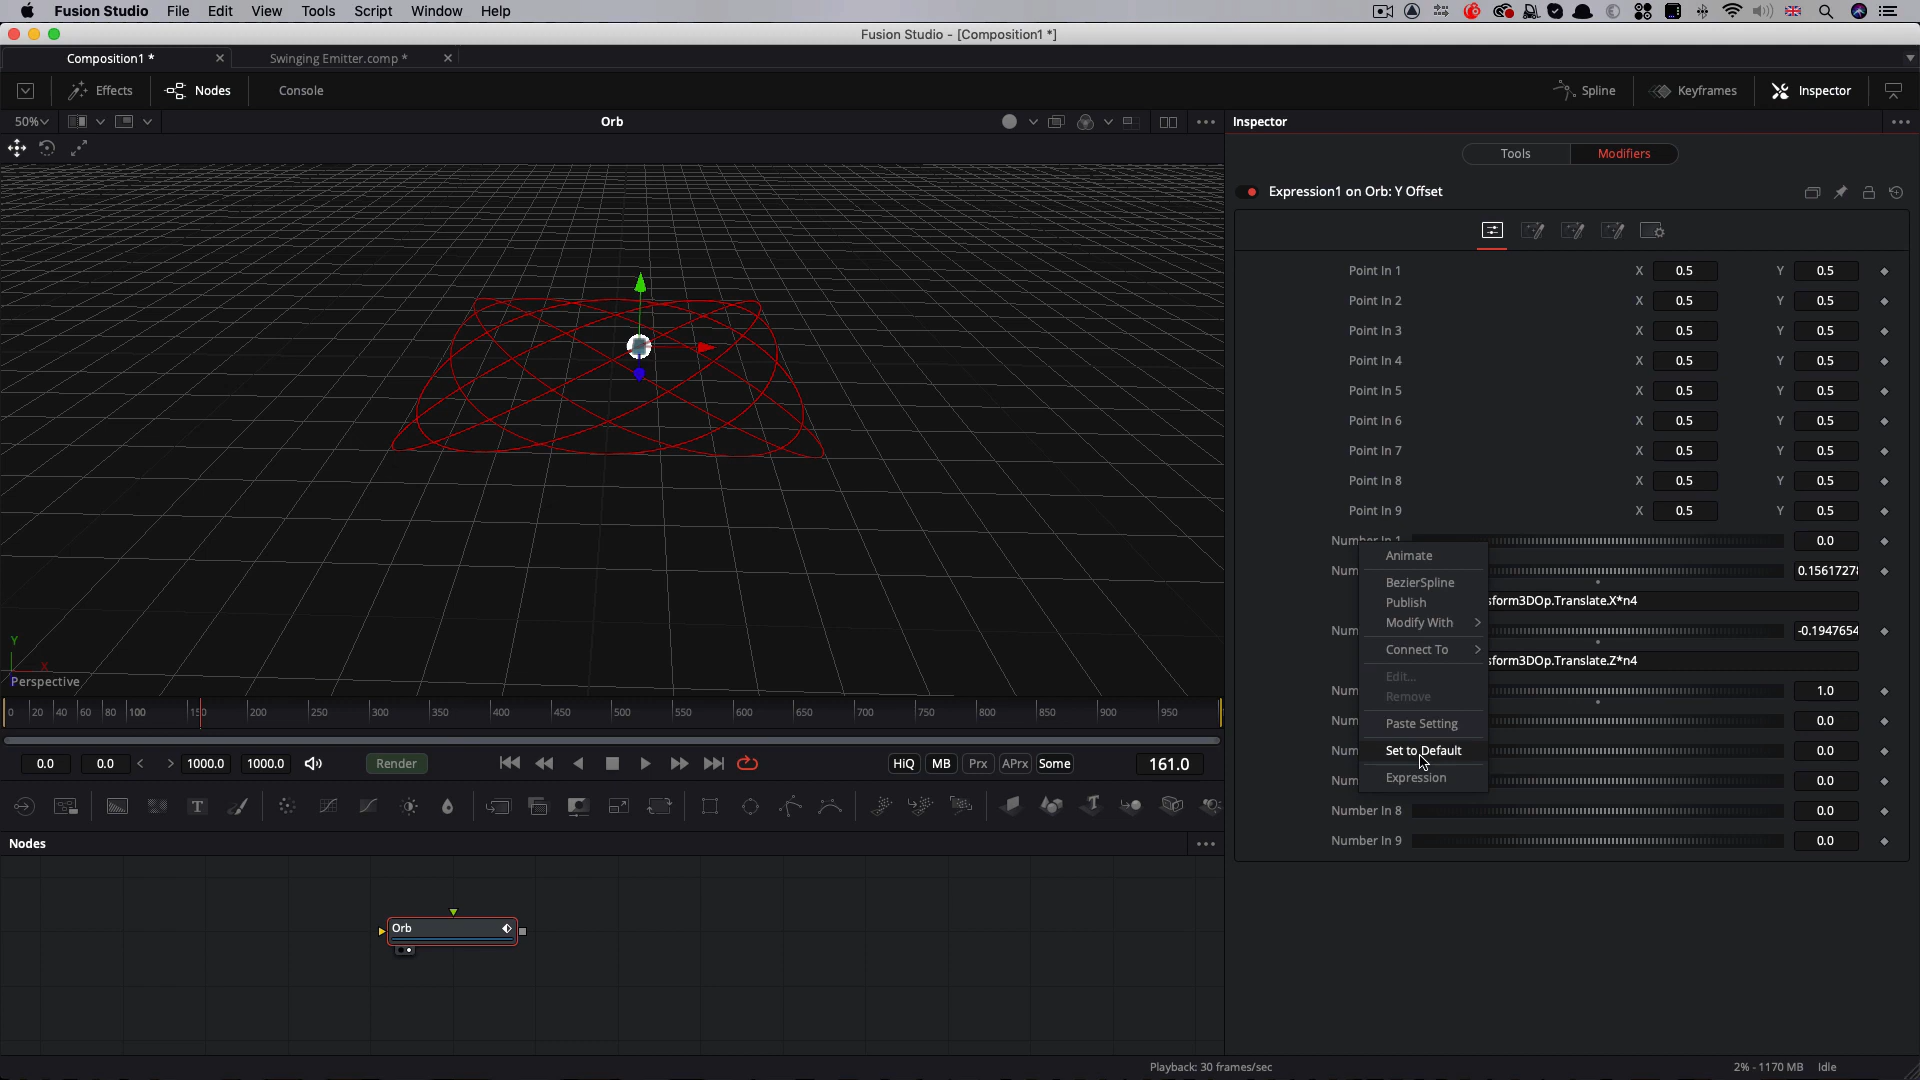 Fusion Studio File Edit View Tools Script Window Help
Fusion Studio - [Composition1 *]
Composition1 * Swinging Emitter.comp *
Effects Nodes Console Spline Keyframes Inspector
50% Orb Inspector
Tools Modifiers
Expression1 on Orb: Y Offset
Point In 1 X 0.5 Y 0.5
Point In 2 X 0.5 Y 0.5
Point In 3 X 0.5 Y 0.5
Point In 4 X 0.5 Y 0.5
Point In 5 X 0.5 Y 0.5
Point In 6 X 0.5 Y 0.5
Point In 7 X 0.5 Y 0.5
Point In 8 X 0.5 Y 0.5
Point In 9 X 0.5 Y 0.5
Number In 1 0.0
Num 0.1561727
sform3DOp.Translate.X*n4
Num -0.1947654
sform3DOp.Translate.Z*n4
Num 1.0
Num 0.0
Num 0.0
Num 0.0
Number In 8 0.0
Number In 9 0.0
Animate
BezierSpline
Publish
Modify With
Connect To
Edit...
Remove
Paste Setting
Set to Default
Expression
Y
X
Perspective
0 20 40 60 80 100 200 250 300 350 400 450 500 550 600 650 700 750 800 850 900 950
0.0 0.0 < > 1000.0 1000.0 Render HiQ MB Prx APrx Some 161.0
T
Nodes
Orb
Playback: 30 frames/sec 2% - 1170 MB Idle